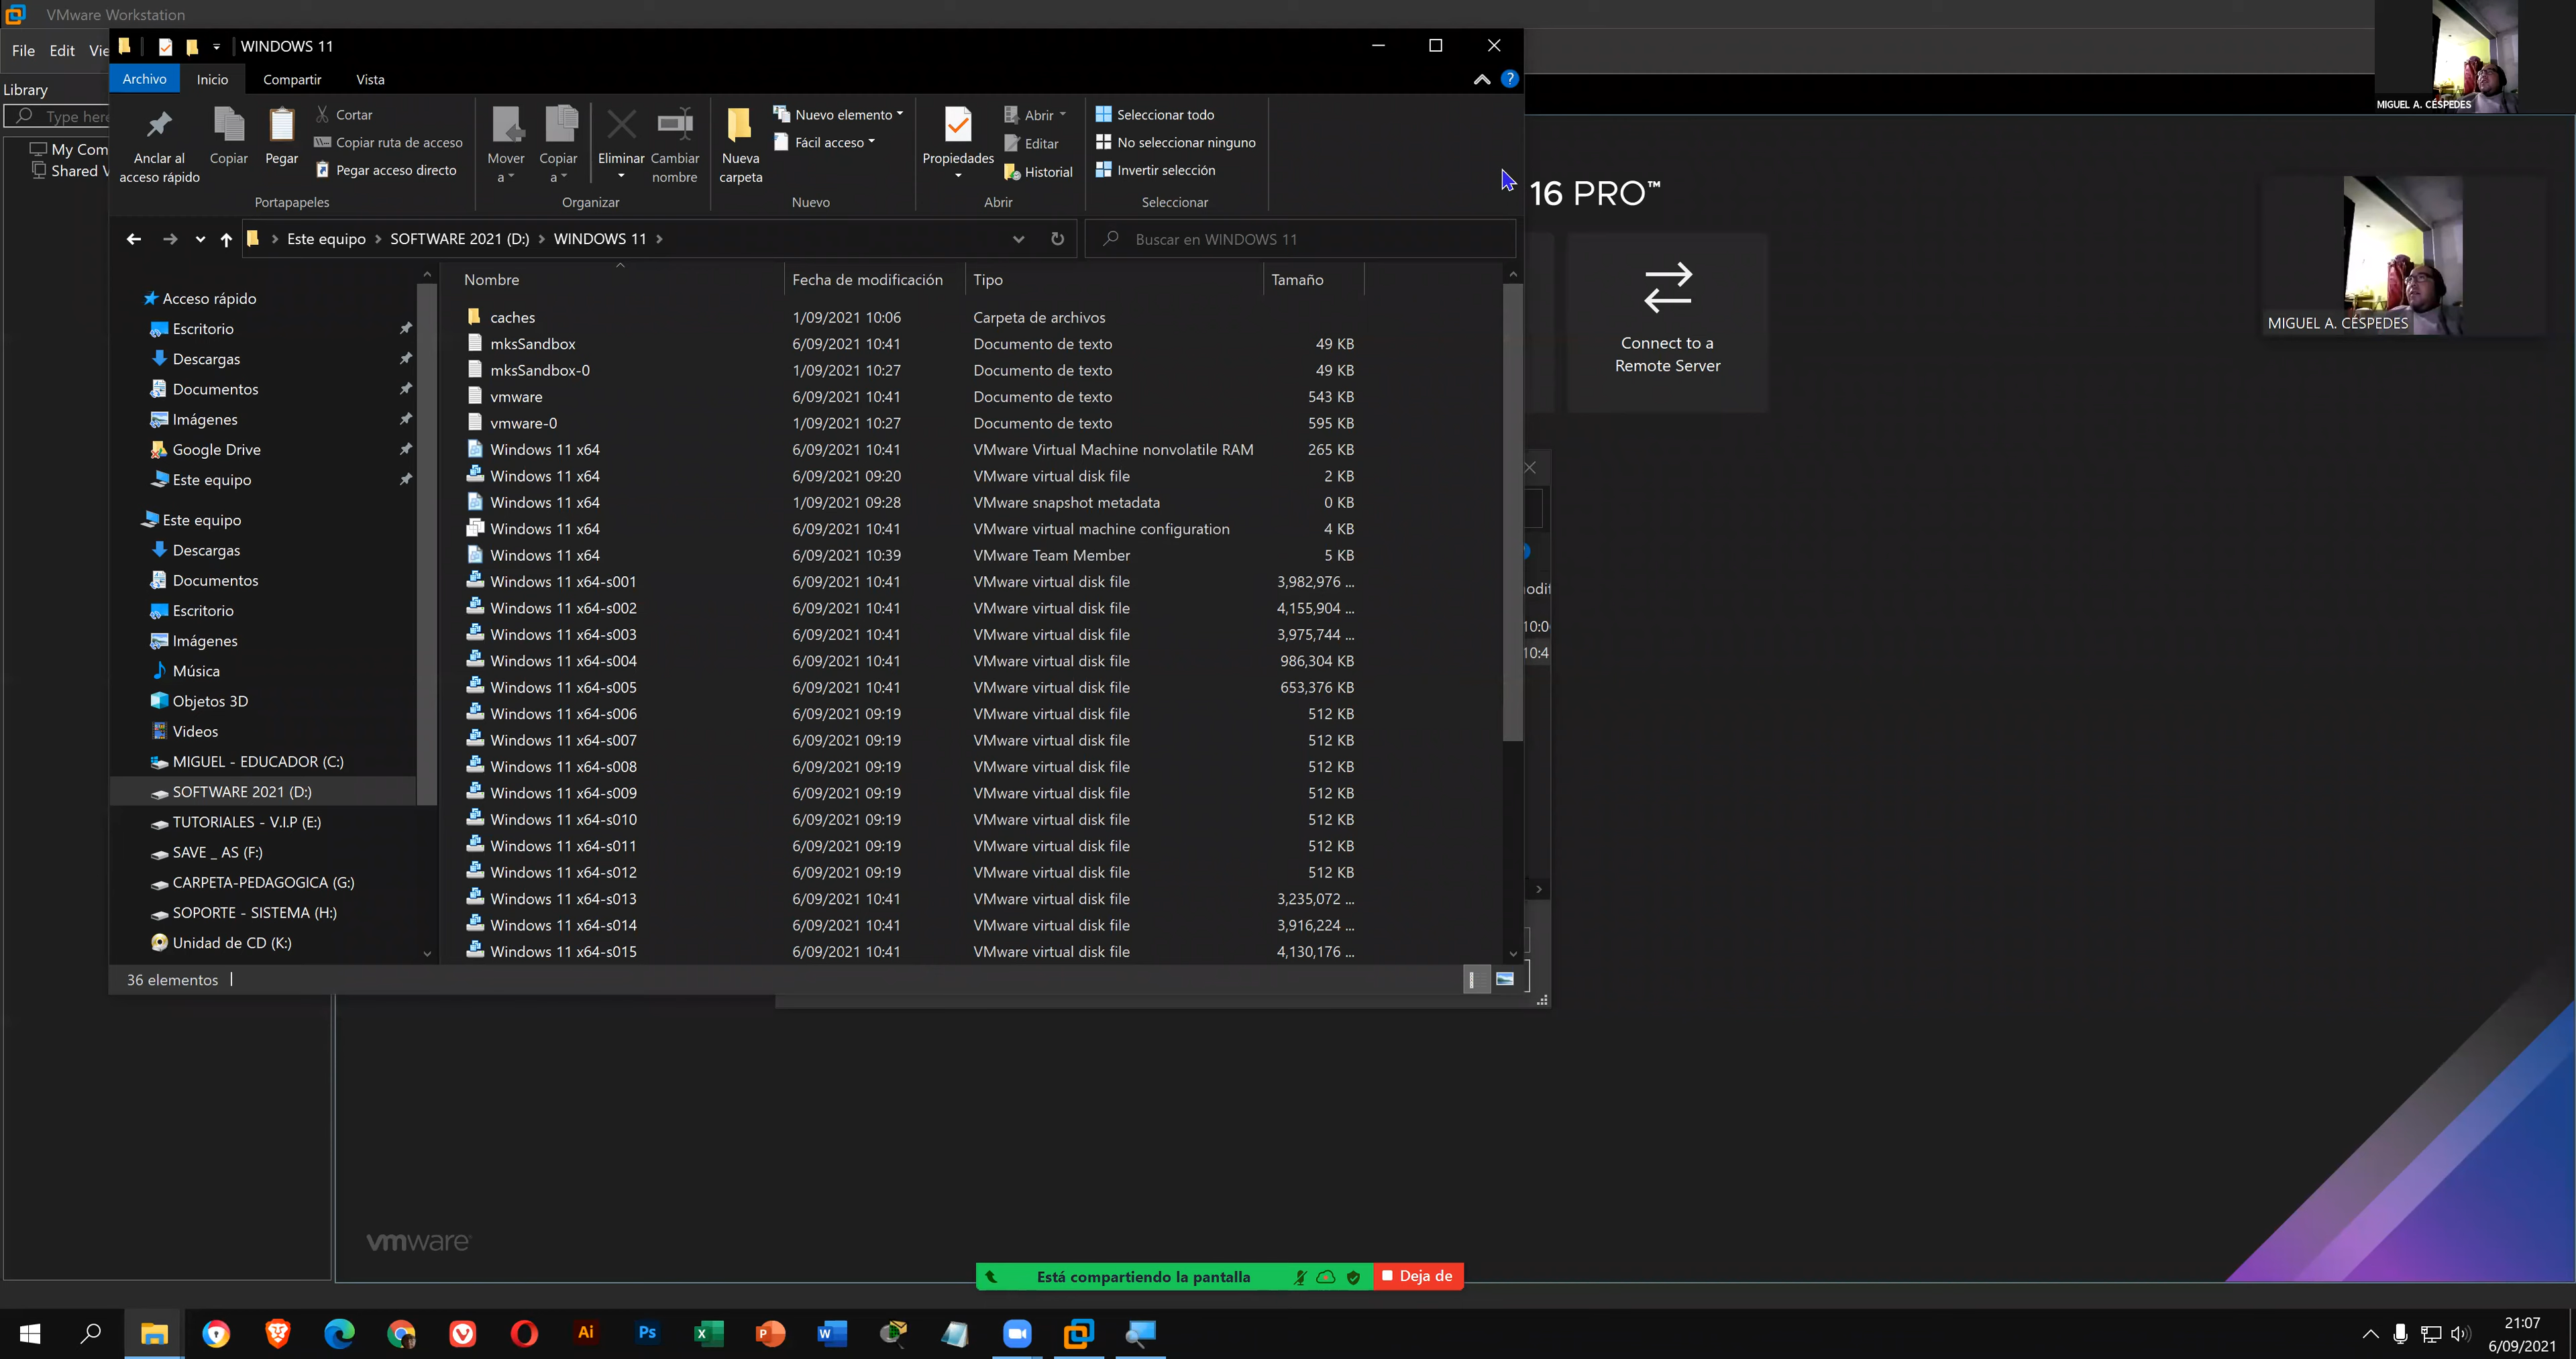 VMware Workstation
File Edit Vie
Library
Type here
My Com
Shared V
WINDOWS 11
Archivo Inicio Compartir Vista
Anclar al acceso rápido
Copiar
Pegar
Cortar
Copiar ruta de acceso
Pegar acceso directo
Portapapeles
Mover a
Copiar a
Eliminar
Cambiar nombre
Organizar
Nueva carpeta
Nuevo elemento
Fácil acceso
Nuevo
Propiedades
Abrir
Editar
Historial
Abrir
Seleccionar todo
No seleccionar ninguno
Invertir selección
Seleccionar
Este equipo > SOFTWARE 2021 (D:) > WINDOWS 11 >
Buscar en WINDOWS 11
Acceso rápido
Escritorio
Descargas
Documentos
Imágenes
Google Drive
Este equipo
Este equipo
Descargas
Documentos
Escritorio
Imágenes
Música
Objetos 3D
Videos
MIGUEL - EDUCADOR (C:)
SOFTWARE 2021 (D:)
TUTORIALES - V.I.P (E:)
SAVE _ AS (F:)
CARPETA-PEDAGOGICA (G:)
SOPORTE - SISTEMA (H:)
Unidad de CD (K:)
Nombre Fecha de modificación Tipo Tamaño
caches 1/09/2021 10:06 Carpeta de archivos
mksSandbox 6/09/2021 10:41 Documento de texto 49 KB
mksSandbox-0 1/09/2021 10:27 Documento de texto 49 KB
vmware 6/09/2021 10:41 Documento de texto 543 KB
vmware-0 1/09/2021 10:27 Documento de texto 595 KB
Windows 11 x64 6/09/2021 10:41 VMware Virtual Machine nonvolatile RAM 265 KB
Windows 11 x64 6/09/2021 09:20 VMware virtual disk file 2 KB
Windows 11 x64 1/09/2021 09:28 VMware snapshot metadata 0 KB
Windows 11 x64 6/09/2021 10:41 VMware virtual machine configuration 4 KB
Windows 11 x64 6/09/2021 10:39 VMware Team Member 5 KB
Windows 11 x64-s001 6/09/2021 10:41 VMware virtual disk file 3,982,976 ...
Windows 11 x64-s002 6/09/2021 10:41 VMware virtual disk file 4,155,904 ...
Windows 11 x64-s003 6/09/2021 10:41 VMware virtual disk file 3,975,744 ...
Windows 11 x64-s004 6/09/2021 10:41 VMware virtual disk file 986,304 KB
Windows 11 x64-s005 6/09/2021 10:41 VMware virtual disk file 653,376 KB
Windows 11 x64-s006 6/09/2021 09:19 VMware virtual disk file 512 KB
Windows 11 x64-s007 6/09/2021 09:19 VMware virtual disk file 512 KB
Windows 11 x64-s008 6/09/2021 09:19 VMware virtual disk file 512 KB
Windows 11 x64-s009 6/09/2021 09:19 VMware virtual disk file 512 KB
Windows 11 x64-s010 6/09/2021 09:19 VMware virtual disk file 512 KB
Windows 11 x64-s011 6/09/2021 09:19 VMware virtual disk file 512 KB
Windows 11 x64-s012 6/09/2021 09:19 VMware virtual disk file 512 KB
Windows 11 x64-s013 6/09/2021 10:41 VMware virtual disk file 3,235,072 ...
Windows 11 x64-s014 6/09/2021 10:41 VMware virtual disk file 3,916,224 ...
Windows 11 x64-s015 6/09/2021 10:41 VMware virtual disk file 4,130,176 ...
36 elementos
16 PRO™
Connect to a
Remote Server
modif
10:0
10:4
MIGUEL A. CÉSPEDES
MIGUEL A. CÉSPEDES
vmware
Está compartiendo la pantalla Deja de
Ai Ps
21:07
6/09/2021